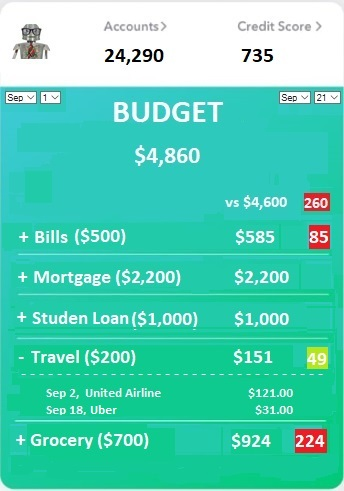 Accounts> Credit Score >
24,290 735
Sep 1 Sep 21
BUDGET
$4,860
vs $4,600 260
+ Bills ($500) $585 85
+ Mortgage ($2,200) $2,200
+ Studen Loan ($1,000) $1,000
- Travel ($200) $151 49
Sep 2, United Airline $121.00
Sep 18, Uber $31.00
+ Grocery ($700) $924 224